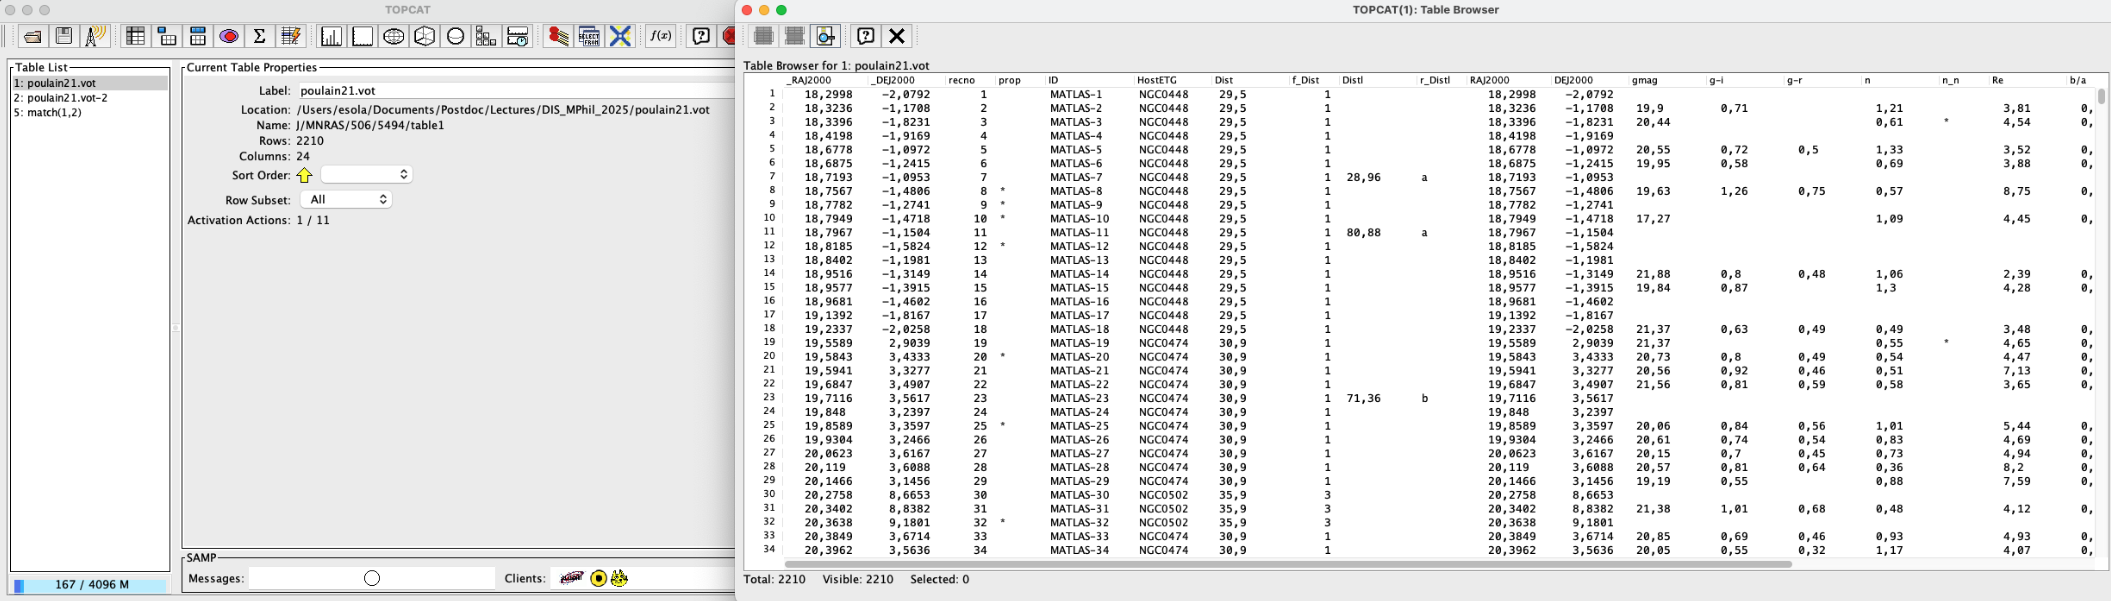 TOPCAT
Table List
1: poulain21.vot
2: poulain21.vot-2
5: match(1,2)
167 / 4096 M
Current Table Properties
Label: poulain21.vot
Location: /Users/esola/Documents/Postdoc/Lectures/DIS_MPhil_2025/poulain21.vot
Name: J/MNRAS/506/5494/table1
Rows: 2210
Columns: 24
Sort Order:
Row Subset: All
Activation Actions: 1 / 11
SAMP
Messages: Clients:
TOPCAT(1): Table Browser
Table Browser for 1: poulain21.vot
_RAJ2000 _DEJ2000 recno prop ID HostETG Dist f_Dist DistI r_DistI RAJ2000 DEJ2000 gmag g-i g-r n n_n Re b/a
1 18,2998 -2,0792 1 MATLAS-1 NGC0448 29,5 1 18,2998 -2,0792
2 18,3236 -1,1708 2 MATLAS-2 NGC0448 29,5 1 18,3236 -1,1708 19,9 0,71 1,21 3,81 0,
3 18,3396 -1,8231 3 MATLAS-3 NGC0448 29,5 1 18,3396 -1,8231 20,44 0,61 * 4,54 0,
4 18,4198 -1,9169 4 MATLAS-4 NGC0448 29,5 1 18,4198 -1,9169
5 18,6778 -1,0972 5 MATLAS-5 NGC0448 29,5 1 18,6778 -1,0972 20,55 0,72 0,5 1,33 3,52 0,
6 18,6875 -1,2415 6 MATLAS-6 NGC0448 29,5 1 18,6875 -1,2415 19,95 0,58 0,69 3,88 0,
7 18,7193 -1,0953 7 MATLAS-7 NGC0448 29,5 1 28,96 a 18,7193 -1,0953
8 18,7567 -1,4806 8 * MATLAS-8 NGC0448 29,5 1 18,7567 -1,4806 19,63 1,26 0,75 0,57 8,75 0,
9 18,7782 -1,2741 9 * MATLAS-9 NGC0448 29,5 1 18,7782 -1,2741
10 18,7949 -1,4718 10 * MATLAS-10 NGC0448 29,5 1 18,7949 -1,4718 17,27 1,09 4,45 0,
11 18,7967 -1,1504 11 MATLAS-11 NGC0448 29,5 1 80,88 a 18,7967 -1,1504
12 18,8185 -1,5824 12 * MATLAS-12 NGC0448 29,5 1 18,8185 -1,5824
13 18,8402 -1,1981 13 MATLAS-13 NGC0448 29,5 1 18,8402 -1,1981
14 18,9516 -1,3149 14 MATLAS-14 NGC0448 29,5 1 18,9516 -1,3149 21,88 0,8 0,48 1,06 2,39 0,
15 18,9577 -1,3915 15 MATLAS-15 NGC0448 29,5 1 18,9577 -1,3915 19,84 0,87 1,3 4,28 0,
16 18,9681 -1,4602 16 MATLAS-16 NGC0448 29,5 1 18,9681 -1,4602
17 19,1392 -1,8167 17 MATLAS-17 NGC0448 29,5 1 19,1392 -1,8167
18 19,2337 -2,0258 18 MATLAS-18 NGC0448 29,5 1 19,2337 -2,0258 21,37 0,63 0,49 0,49 3,48 0,
19 19,5589 2,9039 19 MATLAS-19 NGC0474 30,9 1 19,5589 2,9039 21,37 0,55 * 4,65 0,
20 19,5843 3,4333 20 * MATLAS-20 NGC0474 30,9 1 19,5843 3,4333 20,73 0,8 0,49 0,54 4,47 0,
21 19,5941 3,3277 21 MATLAS-21 NGC0474 30,9 1 19,5941 3,3277 20,56 0,92 0,46 0,51 7,13 0,
22 19,6847 3,4907 22 MATLAS-22 NGC0474 30,9 1 19,6847 3,4907 21,56 0,81 0,59 0,58 3,65 0,
23 19,7116 3,5617 23 MATLAS-23 NGC0474 30,9 1 71,36 b 19,7116 3,5617
24 19,848 3,2397 24 MATLAS-24 NGC0474 30,9 1 19,848 3,2397
25 19,8589 3,3597 25 * MATLAS-25 NGC0474 30,9 1 19,8589 3,3597 20,06 0,84 0,56 1,01 5,44 0,
26 19,9304 3,2466 26 MATLAS-26 NGC0474 30,9 1 19,9304 3,2466 20,61 0,74 0,54 0,83 4,69 0,
27 20,0623 3,6167 27 MATLAS-27 NGC0474 30,9 1 20,0623 3,6167 20,15 0,7 0,45 0,73 4,94 0,
28 20,119 3,6088 28 MATLAS-28 NGC0474 30,9 1 20,119 3,6088 20,57 0,81 0,64 0,36 8,2 0,
29 20,1466 3,1456 29 MATLAS-29 NGC0474 30,9 1 20,1466 3,1456 19,19 0,55 0,88 7,59 0,
30 20,2758 8,6653 30 MATLAS-30 NGC0502 35,9 3 20,2758 8,6653
31 20,3402 8,8382 31 MATLAS-31 NGC0502 35,9 3 20,3402 8,8382 21,38 1,01 0,68 0,48 4,12 0,
32 20,3638 9,1801 32 * MATLAS-32 NGC0502 35,9 3 20,3638 9,1801
33 20,3849 3,6714 33 MATLAS-33 NGC0474 30,9 1 20,3849 3,6714 20,85 0,69 0,46 0,93 4,93 0,
34 20,3962 3,5636 34 MATLAS-34 NGC0474 30,9 1 20,3962 3,5636 20,05 0,55 0,32 1,17 4,07 0,
Total: 2210 Visible: 2210 Selected: 0